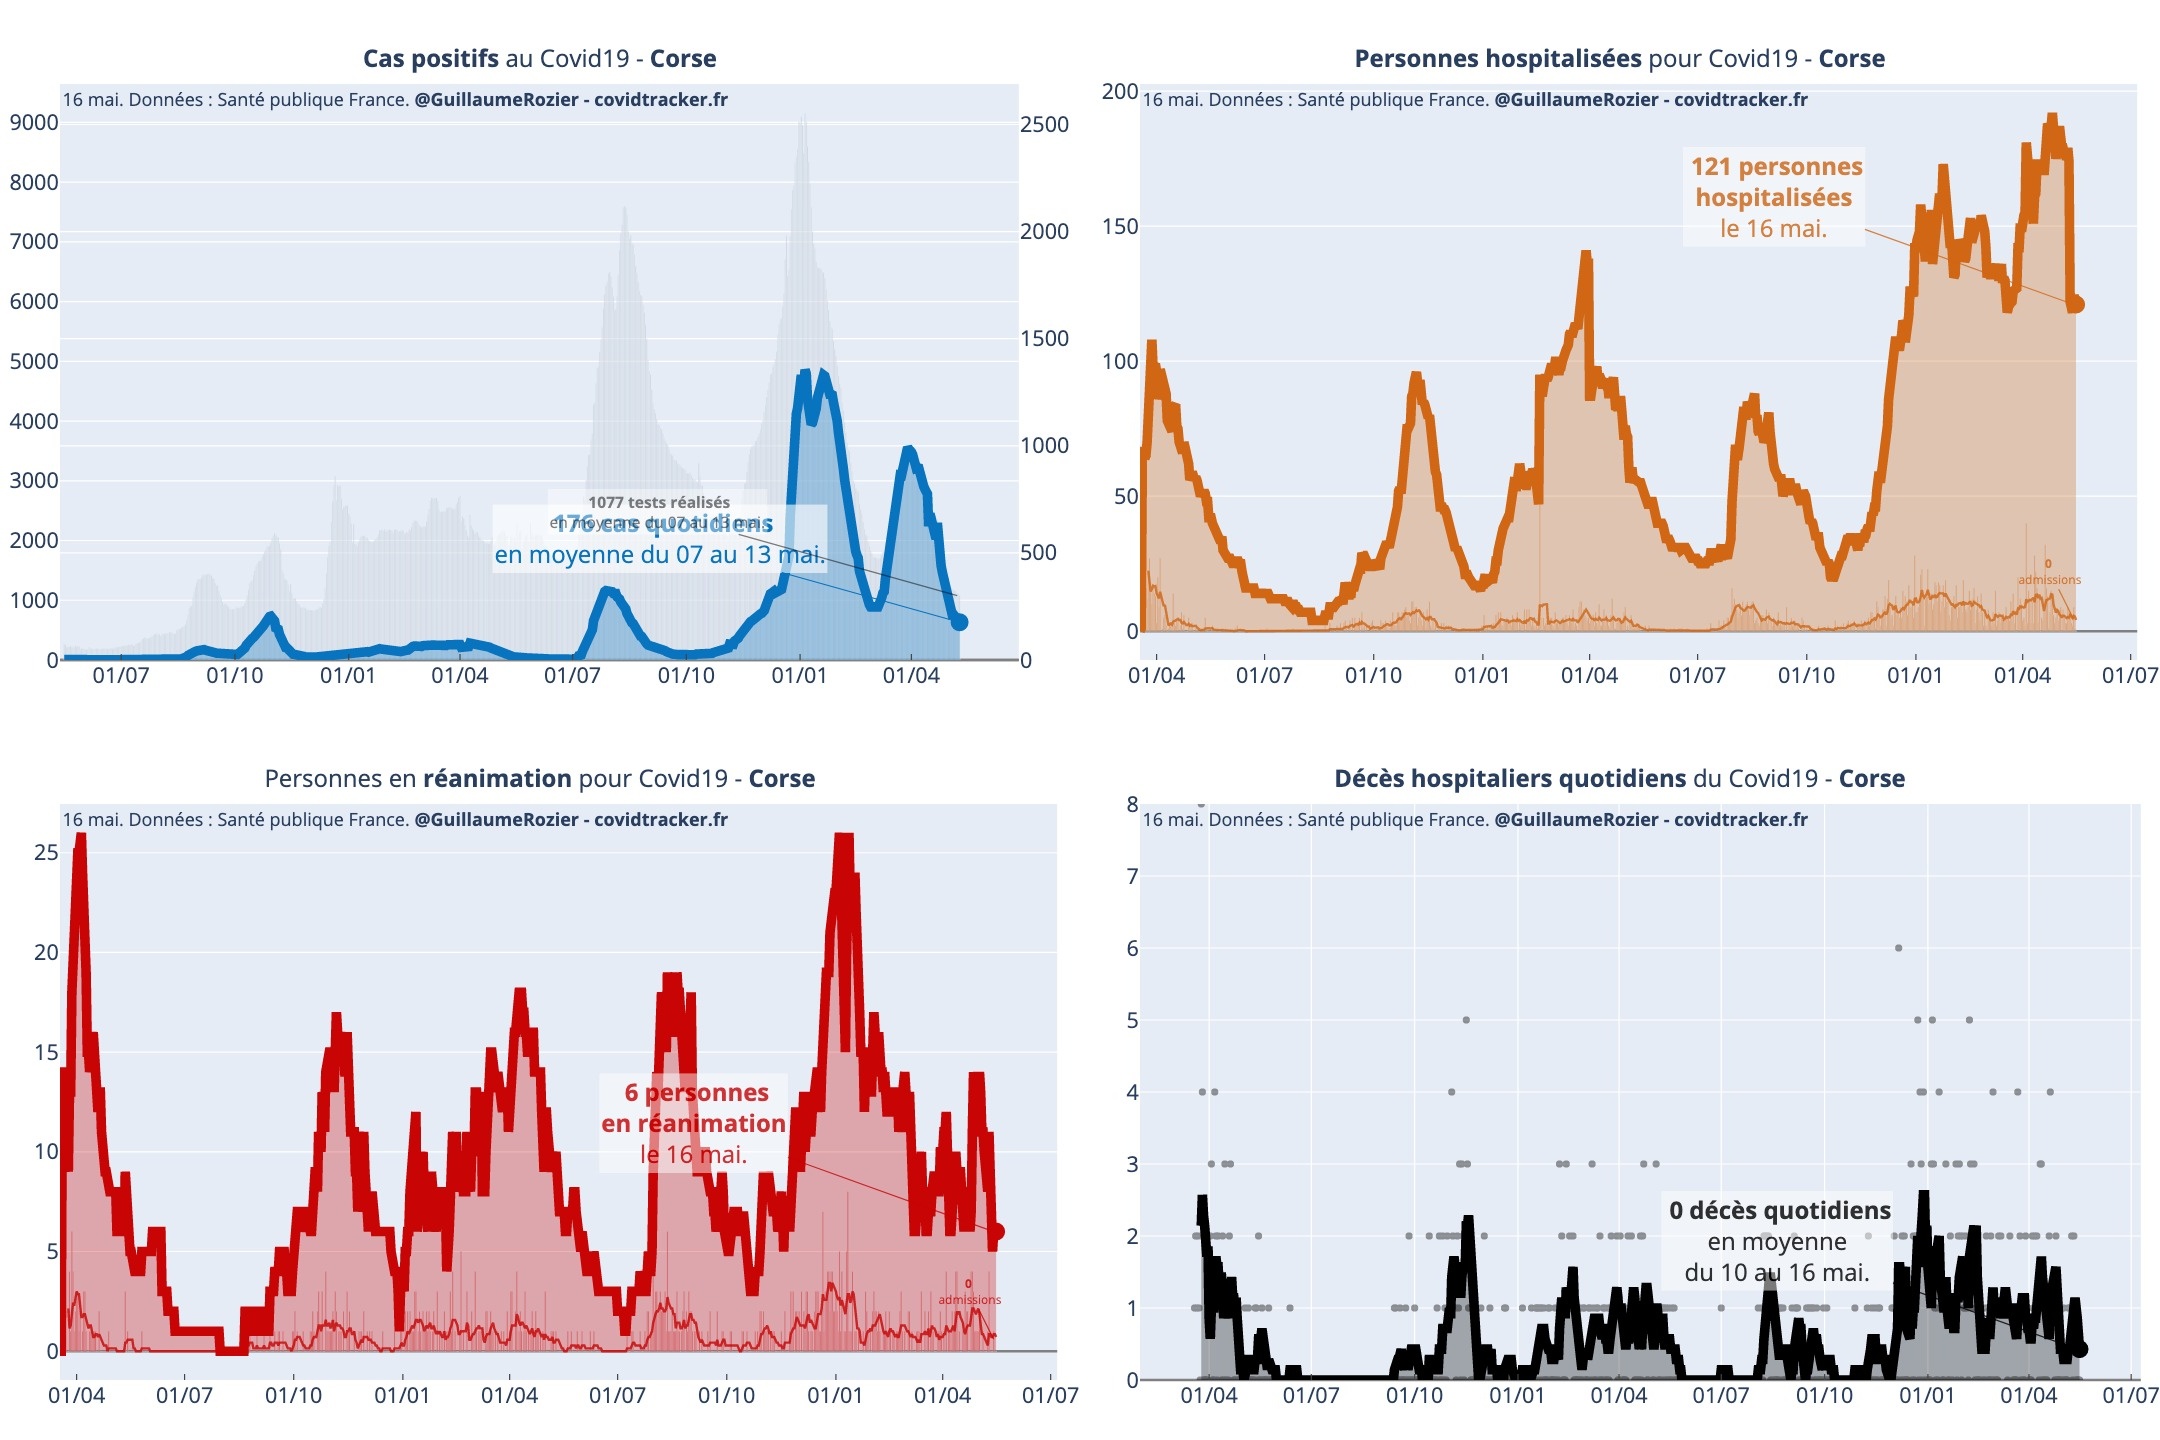 Cas positifs au Covid19 - Corse
16 mai. Données : Santé publique France. @GuillaumeRozier - covidtracker.fr
9000
8000
7000
6000
5000
4000
3000
2000
1000
0
2500
2000
1500
1000
500
0
1077 tests réalisés
en moyenne du 07 au 13 mai.
176 cas quotidiens
en moyenne du 07 au 13 mai.
01/07 01/10 01/01 01/04 01/07 01/10 01/01 01/04
Personnes hospitalisées pour Covid19 - Corse
16 mai. Données : Santé publique France. @GuillaumeRozier - covidtracker.fr
200
150
100
50
0
121 personnes
hospitalisées
le 16 mai.
0
admissions
01/04 01/07 01/10 01/01 01/04 01/07 01/10 01/01 01/04 01/07
Personnes en réanimation pour Covid19 - Corse
16 mai. Données : Santé publique France. @GuillaumeRozier - covidtracker.fr
25
20
15
10
5
0
6 personnes
en réanimation
le 16 mai.
0
admissions
01/04 01/07 01/10 01/01 01/04 01/07 01/10 01/01 01/04 01/07
Décès hospitaliers quotidiens du Covid19 - Corse
16 mai. Données : Santé publique France. @GuillaumeRozier - covidtracker.fr
8
7
6
5
4
3
2
1
0
0 décès quotidiens
en moyenne
du 10 au 16 mai.
01/04 01/07 01/10 01/01 01/04 01/07 01/10 01/01 01/04 01/07